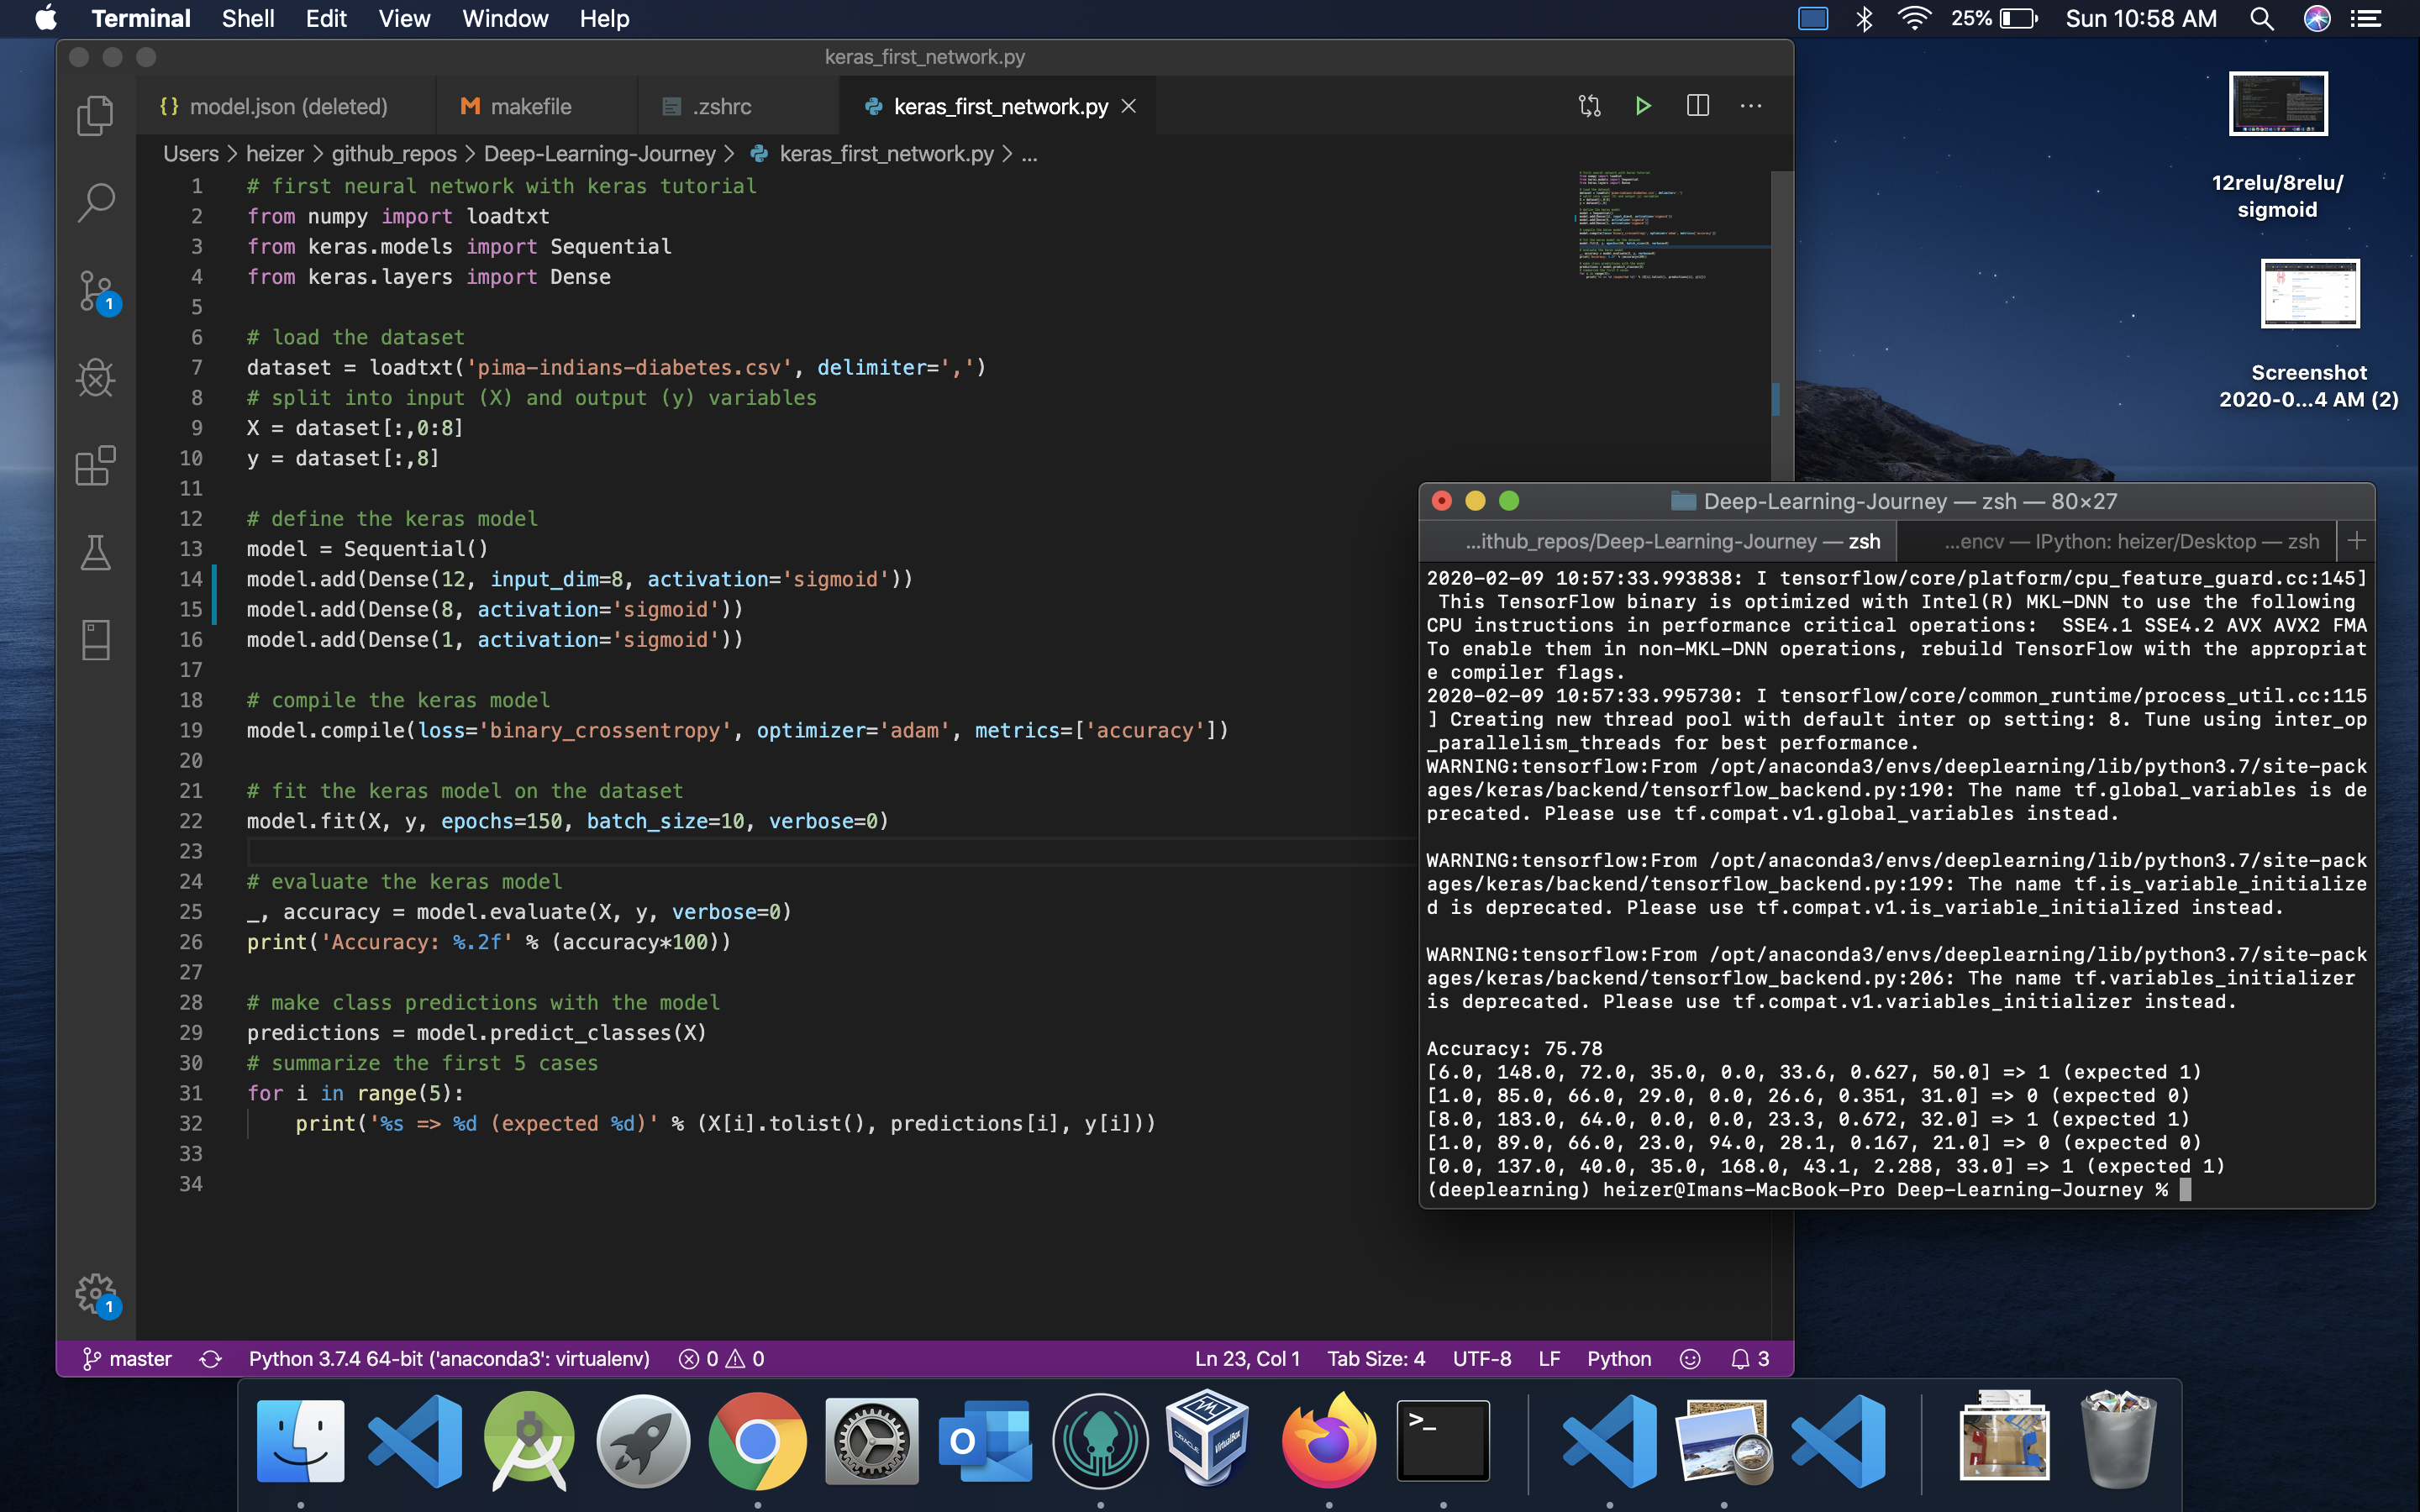 Terminal Shell Edit View Window Help
25% Sun 10:58 AM
keras_first_network.py
{} model.json (deleted) M makefile .zshrc keras_first_network.py
Users > heizer > github_repos > Deep-Learning-Journey > keras_first_network.py > ...
1 # first neural network with keras tutorial
2 from numpy import loadtxt
3 from keras.models import Sequential
4 from keras.layers import Dense
5
6 # load the dataset
7 dataset = loadtxt('pima-indians-diabetes.csv', delimiter=',')
8 # split into input (X) and output (y) variables
9 X = dataset[:,0:8]
10 y = dataset[:,8]
11
12 # define the keras model
13 model = Sequential()
14 model.add(Dense(12, input_dim=8, activation='sigmoid'))
15 model.add(Dense(8, activation='sigmoid'))
16 model.add(Dense(1, activation='sigmoid'))
17
18 # compile the keras model
19 model.compile(loss='binary_crossentropy', optimizer='adam', metrics=['accuracy'])
20
21 # fit the keras model on the dataset
22 model.fit(X, y, epochs=150, batch_size=10, verbose=0)
23
24 # evaluate the keras model
25 _, accuracy = model.evaluate(X, y, verbose=0)
26 print('Accuracy: %.2f' % (accuracy*100))
27
28 # make class predictions with the model
29 predictions = model.predict_classes(X)
30 # summarize the first 5 cases
31 for i in range(5):
32 print('%s => %d (expected %d)' % (X[i].tolist(), predictions[i], y[i]))
33
34
1
1
master Python 3.7.4 64-bit ('anaconda3': virtualenv) 0 0 Ln 23, Col 1 Tab Size: 4 UTF-8 LF Python 3
12relu/8relu/
sigmoid
Screenshot
2020-0...4 AM (2)
Deep-Learning-Journey — zsh — 80×27
...ithub_repos/Deep-Learning-Journey — zsh ...encv — IPython: heizer/Desktop — zsh +
2020-02-09 10:57:33.993838: I tensorflow/core/platform/cpu_feature_guard.cc:145]
This TensorFlow binary is optimized with Intel(R) MKL-DNN to use the following
CPU instructions in performance critical operations: SSE4.1 SSE4.2 AVX AVX2 FMA
To enable them in non-MKL-DNN operations, rebuild TensorFlow with the appropriat
e compiler flags.
2020-02-09 10:57:33.995730: I tensorflow/core/common_runtime/process_util.cc:115
] Creating new thread pool with default inter op setting: 8. Tune using inter_op
_parallelism_threads for best performance.
WARNING:tensorflow:From /opt/anaconda3/envs/deeplearning/lib/python3.7/site-pack
ages/keras/backend/tensorflow_backend.py:190: The name tf.global_variables is de
precated. Please use tf.compat.v1.global_variables instead.
WARNING:tensorflow:From /opt/anaconda3/envs/deeplearning/lib/python3.7/site-pack
ages/keras/backend/tensorflow_backend.py:199: The name tf.is_variable_initialize
d is deprecated. Please use tf.compat.v1.is_variable_initialized instead.
WARNING:tensorflow:From /opt/anaconda3/envs/deeplearning/lib/python3.7/site-pack
ages/keras/backend/tensorflow_backend.py:206: The name tf.variables_initializer
is deprecated. Please use tf.compat.v1.variables_initializer instead.
Accuracy: 75.78
[6.0, 148.0, 72.0, 35.0, 0.0, 33.6, 0.627, 50.0] => 1 (expected 1)
[1.0, 85.0, 66.0, 29.0, 0.0, 26.6, 0.351, 31.0] => 0 (expected 0)
[8.0, 183.0, 64.0, 0.0, 0.0, 23.3, 0.672, 32.0] => 1 (expected 1)
[1.0, 89.0, 66.0, 23.0, 94.0, 28.1, 0.167, 21.0] => 0 (expected 0)
[0.0, 137.0, 40.0, 35.0, 168.0, 43.1, 2.288, 33.0] => 1 (expected 1)
(deeplearning) heizer@Imans-MacBook-Pro Deep-Learning-Journey %
O
ORACLE
VirtualBox
>_